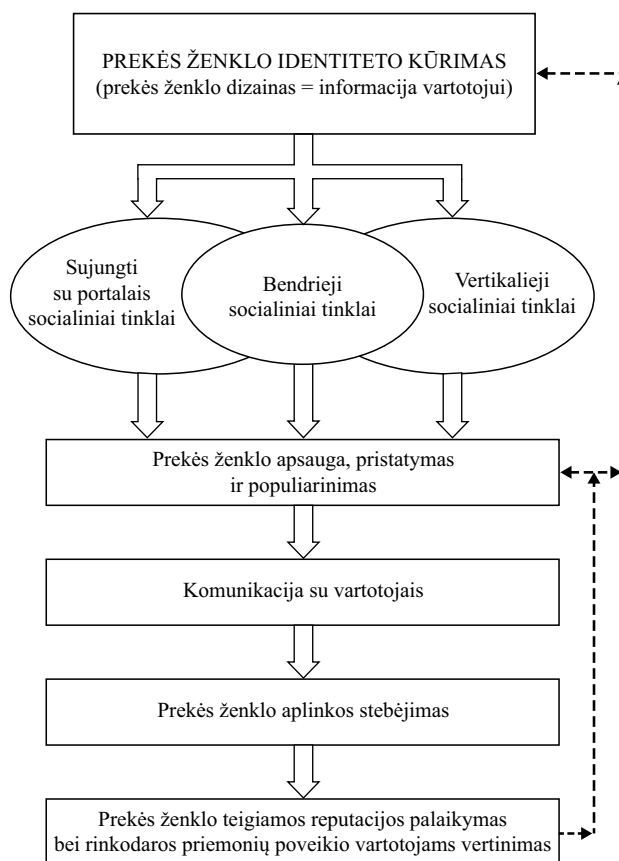 PREKĖS ŽENKLO IDENTITETO KŪRIMAS
(prekės ženklo dizainas = informacija vartotojui)
Sujungti
su portalais
socialiniai tinklai
Bendrieji
socialiniai tinklai
Vertikalieji
socialiniai tinklai
Prekės ženklo apsauga, pristatymas
ir populiarinimas
Komunikacija su vartotojais
Prekės ženklo aplinkos stebėjimas
Prekės ženklo teigiamos reputacijos palaikymas
bei rinkodaros priemonių poveikio vartotojams vertinimas